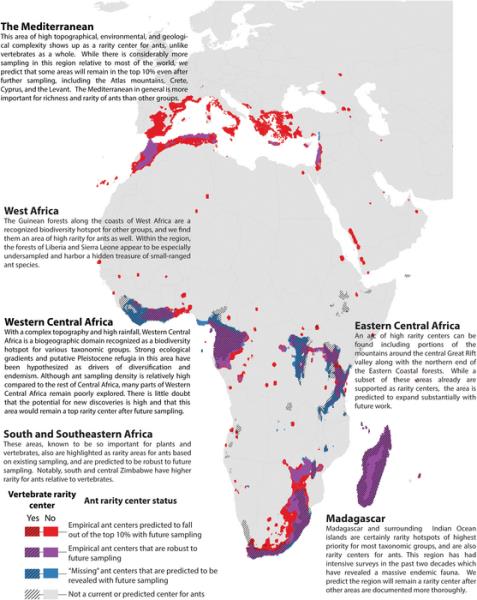 The Mediterranean
This area of high topographical, environmental, and geologi-
cal complexity shows up as a rarity center for ants, unlike
vertebrates as a whole. While there is considerably more
sampling in this region relative to most of the world, we
predict that some areas will remain in the top 10% even after
further sampling, including the Atlas mountains, Crete,
Cyprus, and the Levant. The Mediterranean in general is more
important for richness and rarity of ants than other groups.
West Africa
The Guinean forests along the coasts of West Africa are a
recognized biodiversity hotspot for other groups, and we find
them an area of high rarity for ants as well. Within the region,
the forests of Liberia and Sierra Leone appear to be especially
undersampled and harbor a hidden treasure of small-ranged
ant species.
Western Central Africa
With a complex topography and high rainfall, Western Central
Africa is a biogeographic domain recognized as a biodiversity
hotspot for various taxonomic groups. Strong ecological
gradients and putative Pleistocene refugia in this area have
been hypothesized as drivers of diversification and
endemism. Although ant sampling density is relatively high
compared to the rest of Central Africa, many parts of Western
Central Africa remain poorly explored. There is little doubt
that the potential for new discoveries is high and that this
area would remain a top rarity center after future sampling.
Eastern Central Africa
An arc of high rarity centers can be
found including portions of the
mountains around the central Great Rift
valley along with the northern end of
the Eastern Coastal forests. While a
subset of these areas already are
supported as rarity centers, the area is
predicted to expand substantially with
future work.
South and Southeastern Africa
These areas, known to be so important for plants and
vertebrates, also are highlighted as rarity areas for ants based
on existing sampling, and are predicted to be robust to future
sampling. Notably, south and central Zimbabwe have higher
rarity for ants relative to vertebrates.
Vertebrate rarity
center
Yes No
Ant rarity center status
Empirical ant centers predicted to fall
out of the top 10% with future sampling
Empirical ant centers that are robust to
future sampling
"Missing" ant centers that are predicted to be
revealed with future sampling
Not a current or predicted center for ants
Madagascar
Madagascar and surrounding Indian Ocean
islands are certainly rarity hotspots of highest
priority for most taxonomic groups, and are also
rarity centers for ants. This region has had
intensive surveys in the past two decades which
have revealed a massive endemic fauna. We
predict the region will remain a rarity center after
other areas are documented more thoroughly.